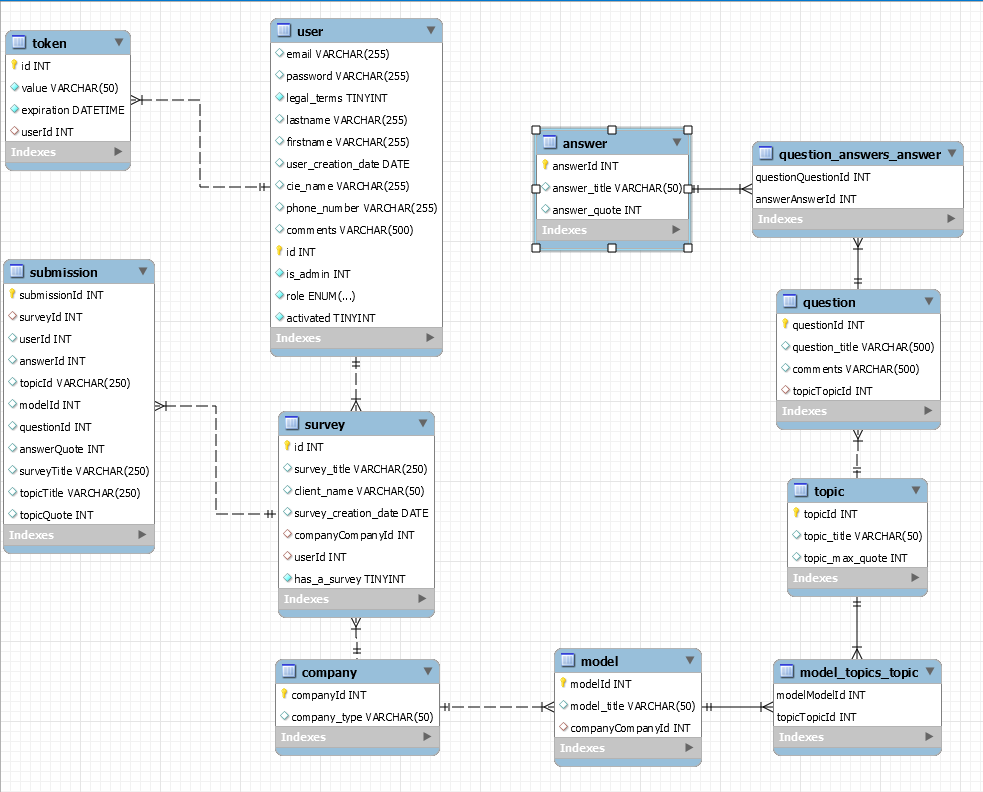 token
id INT
value VARCHAR(50)
expiration DATETIME
userId INT
Indexes
user
email VARCHAR(255)
password VARCHAR(255)
legal_terms TINYINT
lastname VARCHAR(255)
firstname VARCHAR(255)
user_creation_date DATE
cie_name VARCHAR(255)
phone_number VARCHAR(255)
comments VARCHAR(500)
id INT
is_admin INT
role ENUM(...)
activated TINYINT
Indexes
answer
answerId INT
answer_title VARCHAR(50)
answer_quote INT
Indexes
question_answers_answer
questionQuestionId INT
answerAnswerId INT
Indexes
submission
submissionId INT
surveyId INT
userId INT
answerId INT
topicId VARCHAR(250)
modelId INT
questionId INT
answerQuote INT
surveyTitle VARCHAR(250)
topicTitle VARCHAR(250)
topicQuote INT
Indexes
question
questionId INT
question_title VARCHAR(500)
comments VARCHAR(500)
topicTopicId INT
Indexes
survey
id INT
survey_title VARCHAR(250)
client_name VARCHAR(50)
survey_creation_date DATE
companyCompanyId INT
userId INT
has_a_survey TINYINT
Indexes
topic
topicId INT
topic_title VARCHAR(50)
topic_max_quote INT
Indexes
company
companyId INT
company_type VARCHAR(50)
Indexes
model
modelId INT
model_title VARCHAR(50)
companyCompanyId INT
Indexes
model_topics_topic
modelModelId INT
topicTopicId INT
Indexes